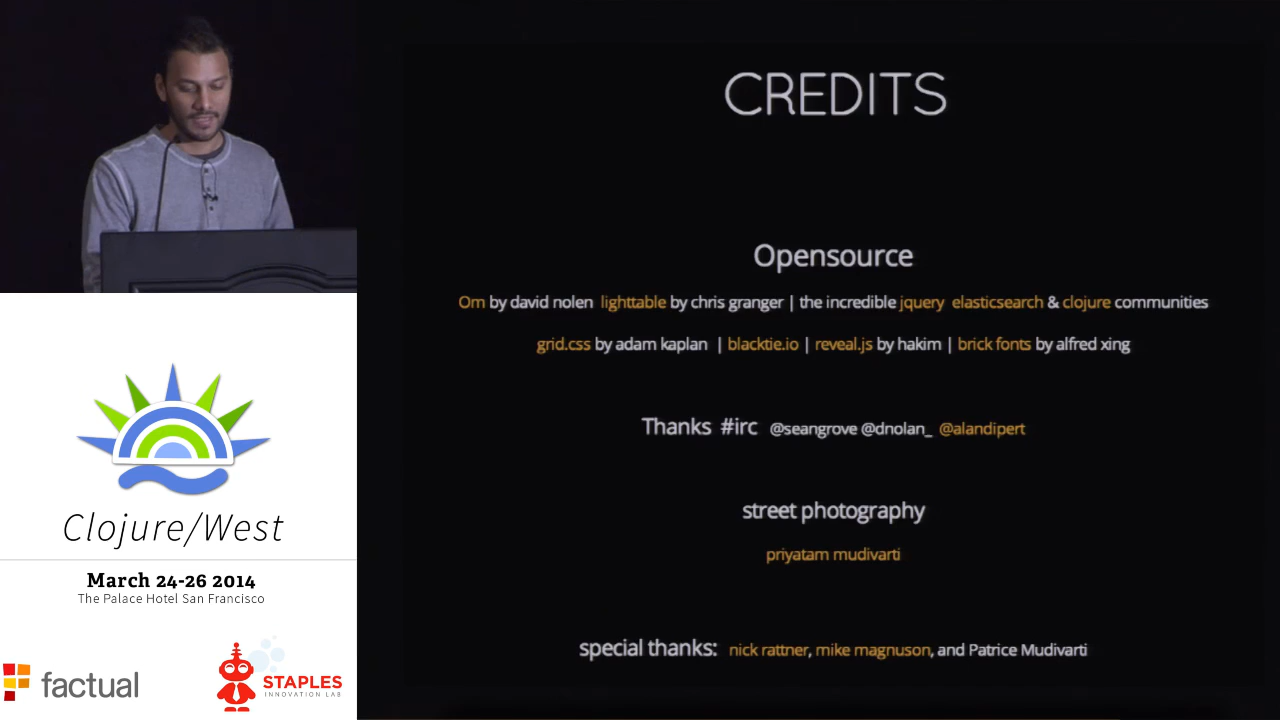 CREDITS
Opensource
Om by david nolen lighttable by chris granger | the incredible jquery elasticsearch & clojure communities
grid.css by adam kaplan | blacktie.io | reveal.js by hakim | brick fonts by alfred xing
Thanks #irc @seangrove @dnolan_ @alandipert
street photography
priyatam mudivarti
special thanks: nick rattner, mike magnuson, and Patrice Mudivarti
Clojure/West
March 24-26 2014
The Palace Hotel San Francisco
factual
STAPLES
INNOVATION LAB